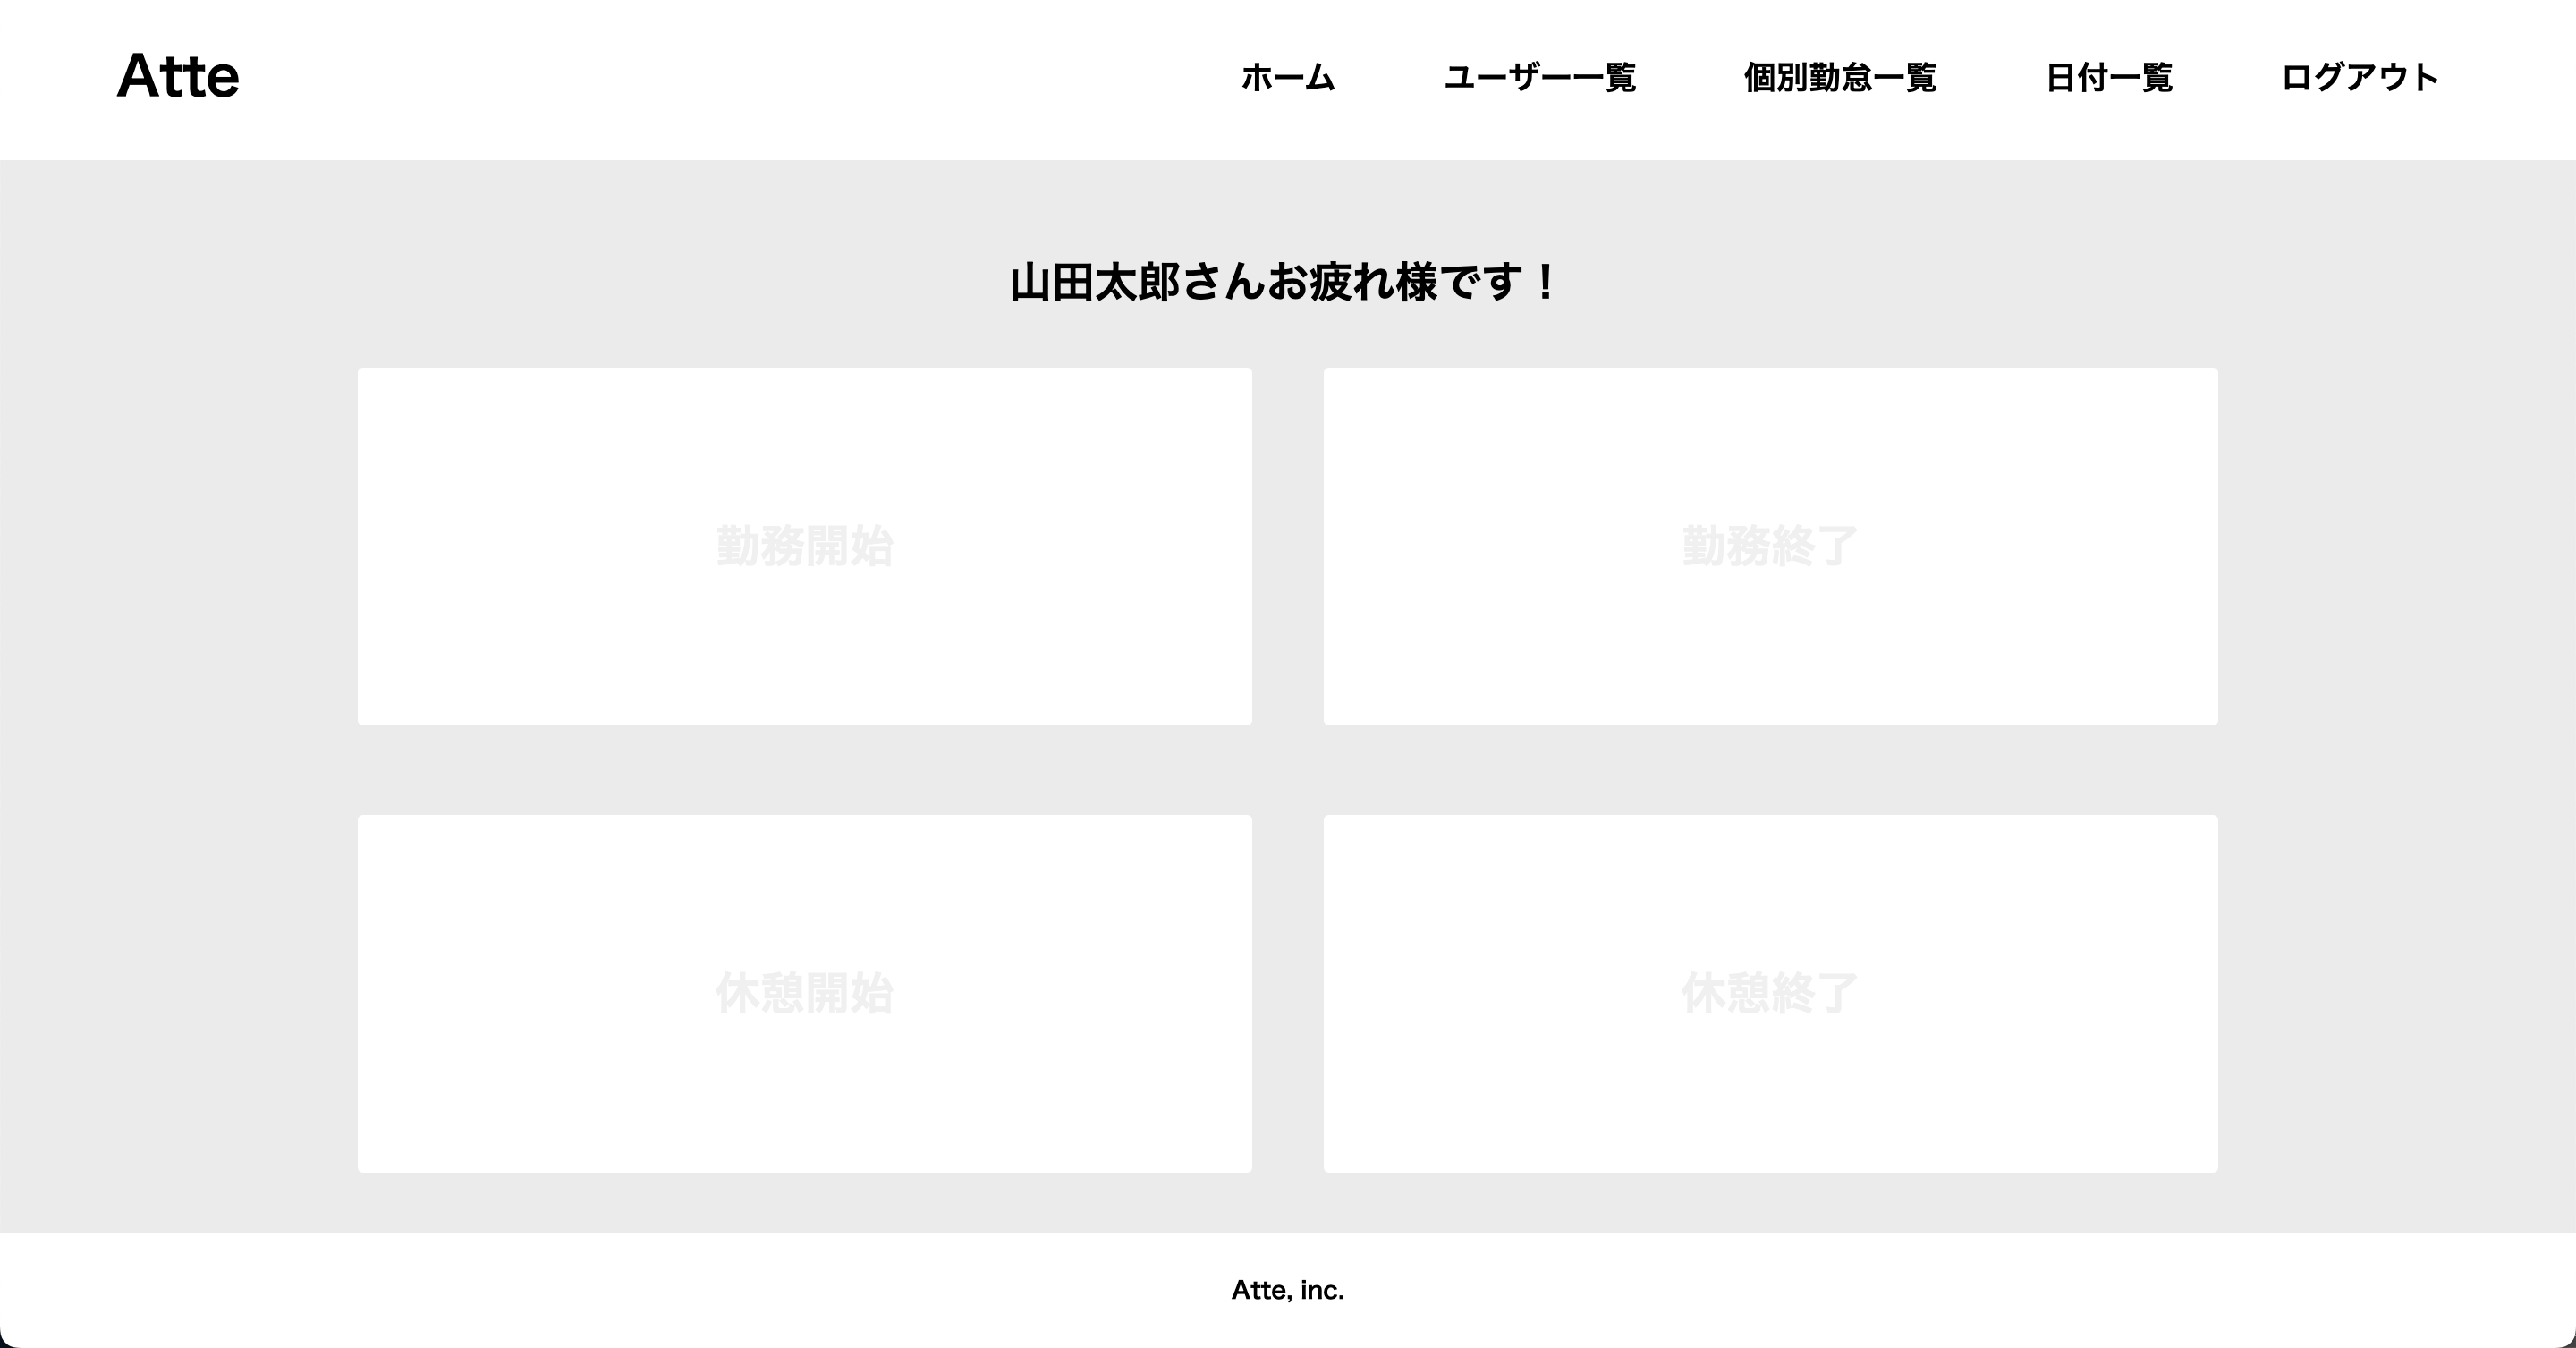 Atte
ホーム ユーザー一覧 個別勤怠一覧 日付一覧 ログアウト
山田太郎さんお疲れ様です！
勤務開始 勤務終了
休憩開始 休憩終了
Atte, inc.